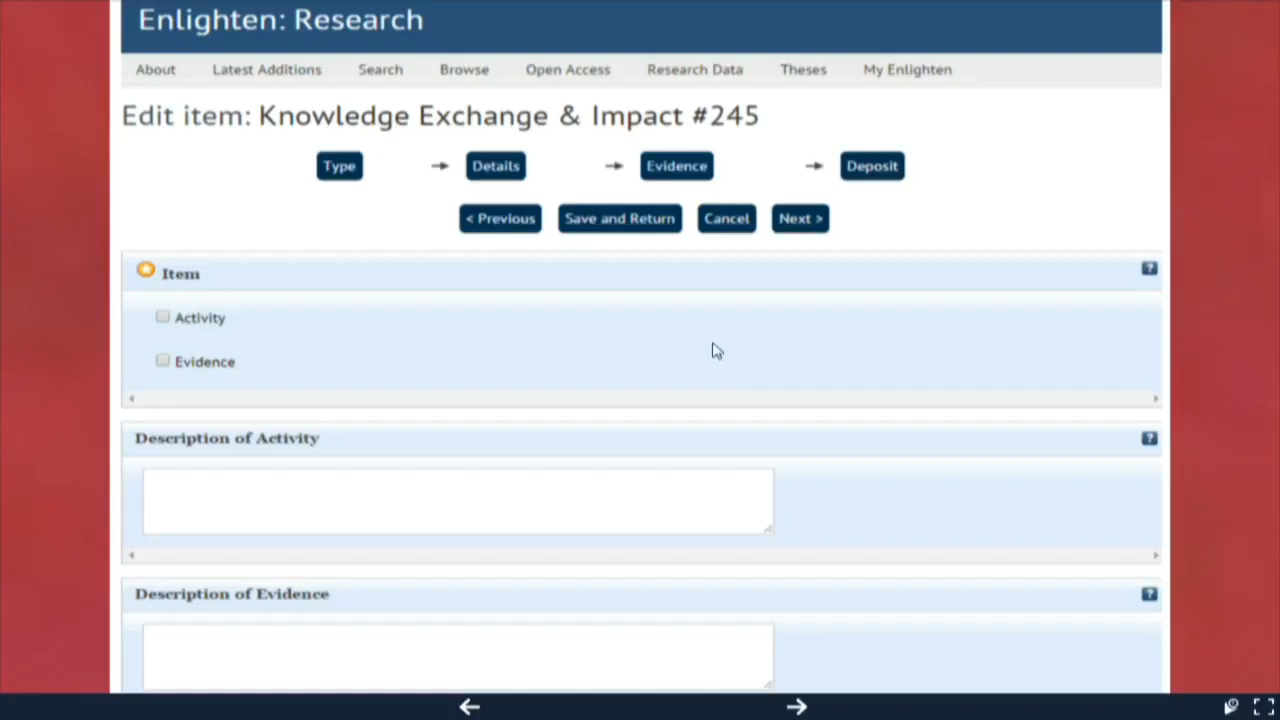 Enlighten: Research
About Latest Additions Search Browse Open Access Research Data Theses My Enlighten
Edit item: Knowledge Exchange & Impact #245
Type → Details → Evidence → Deposit
< Previous Save and Return Cancel Next >
Item ?
Activity
Evidence
Description of Activity ?
Description of Evidence ?